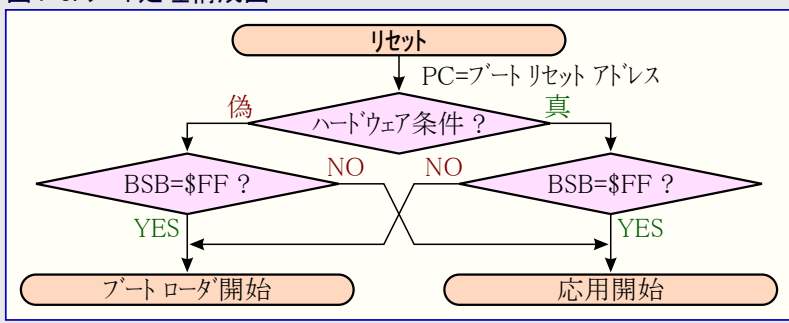 リセット
PC=ブート リセット アドレス
偽
真
ハードウェア条件 ?
BSB=$FF ?
NO
NO
BSB=$FF ?
YES
YES
ブート ローダ開始
応用開始